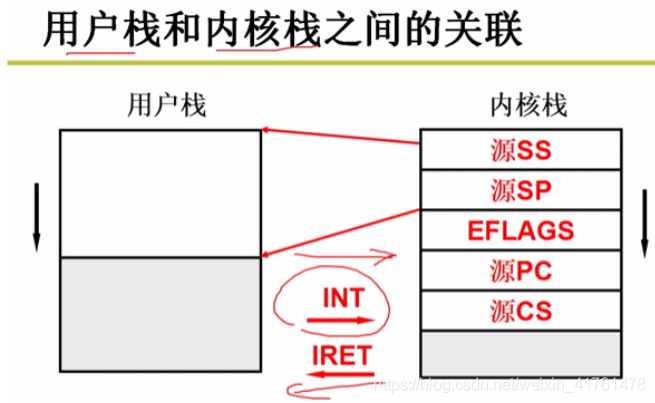 用户栈和内核栈之间的关联
用户栈
内核栈
源SS
源SP
EFLAGS
源PC
源CS
INT
IRET
https://blog.csdn.net/weixin_41761478